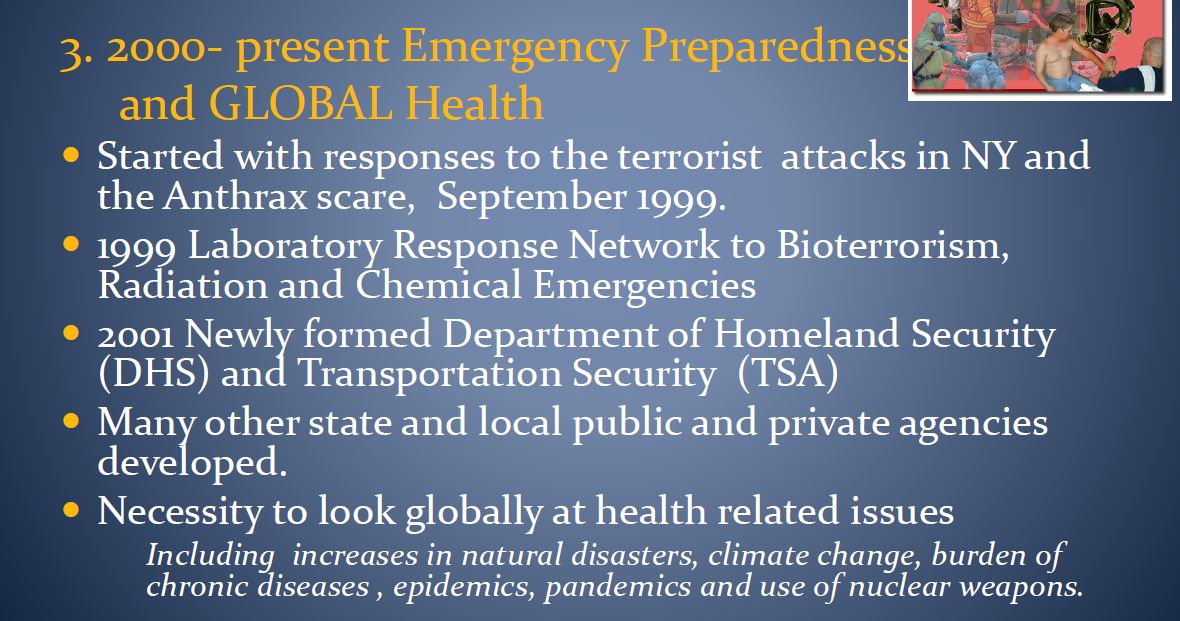 3. 2000- present Emergency Preparedness
and GLOBAL Health
• Started with responses to the terrorist  attacks in NY and
the Anthrax scare,  September 1999.
• 1999 Laboratory Response Network to Bioterrorism,
Radiation and Chemical Emergencies
• 2001 Newly formed Department of Homeland Security
(DHS) and Transportation Security  (TSA)
• Many other state and local public and private agencies
developed.
• Necessity to look globally at health related issues
Including  increases in natural disasters, climate change, burden of
chronic diseases , epidemics, pandemics and use of nuclear weapons.